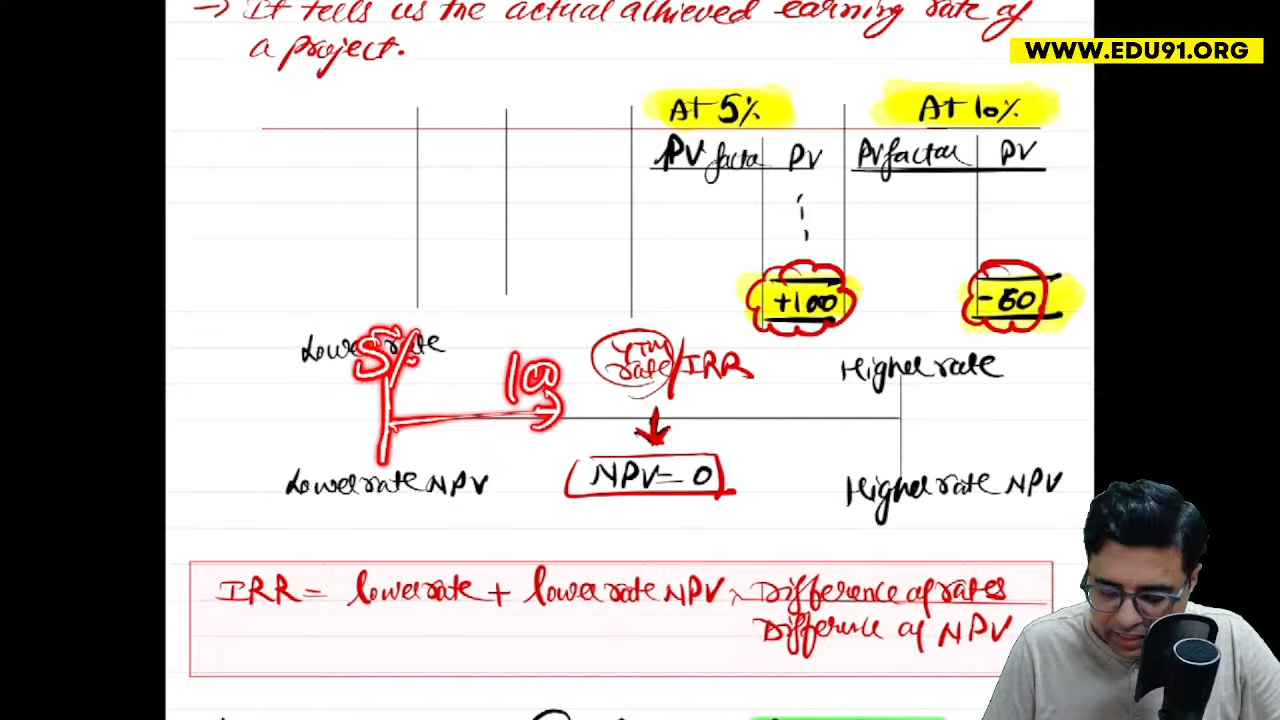 → It tells us the actual achieved earning rate of
a project.
WWW.EDU91.ORG
At 5% At 10%
PV facto PV PV factor PV
+100 -60
Lower rate 5% 100 YTM rate/IRR Higher rate
NPV = 0
Lower rate NPV Higher rate NPV
IRR = lower rate + lower rate NPV × Difference of rates
Difference of NPV